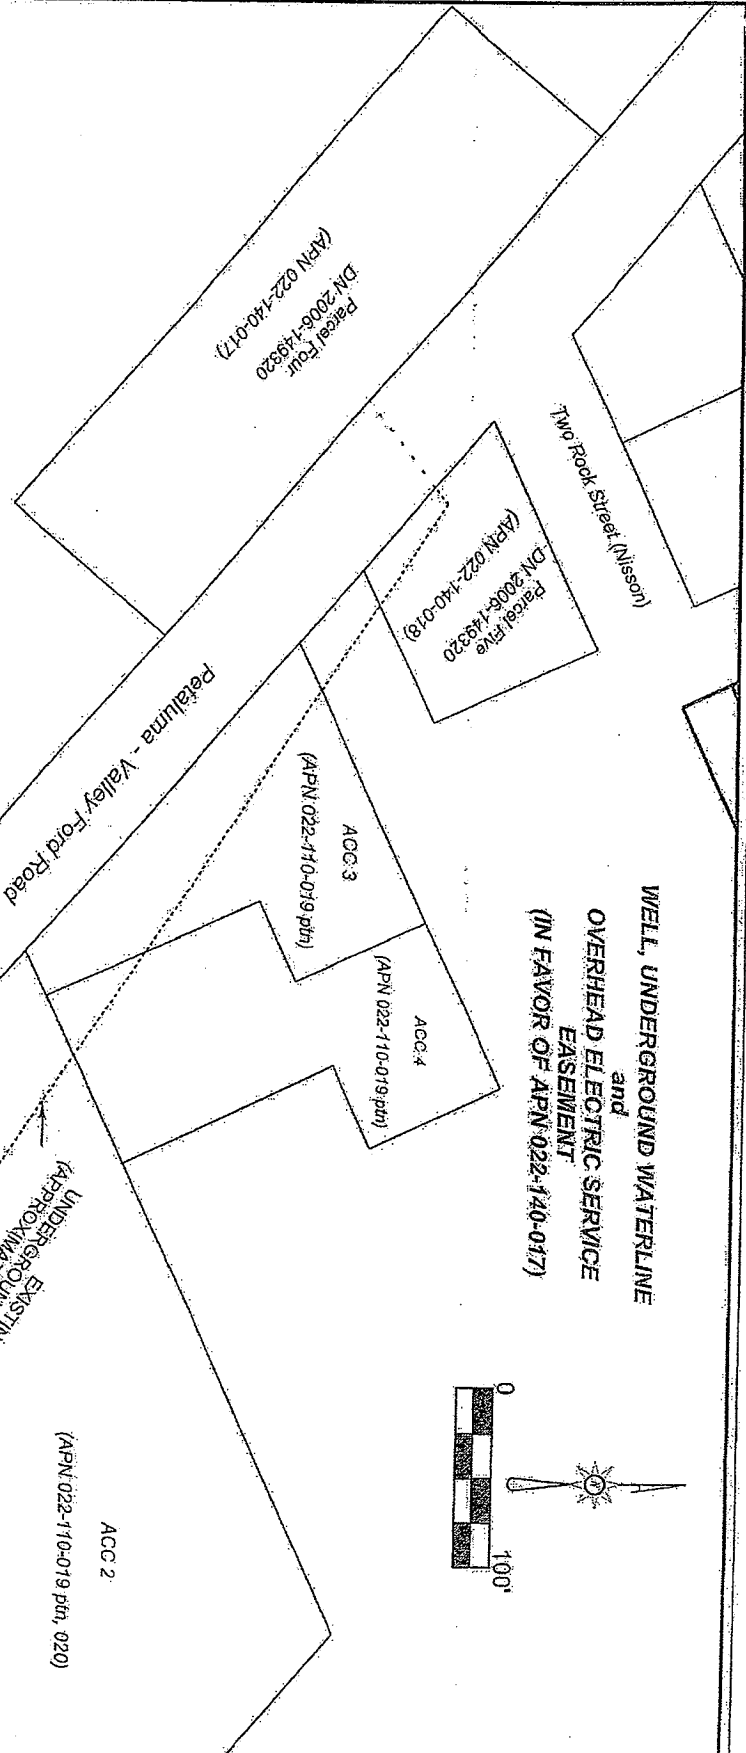 WELL, UNDERGROUND WATERLINE
and
OVERHEAD ELECTRIC SERVICE
EASEMENT
(IN FAVOR OF APN 022-140-017)
0
100'
Two Rock Street (Nisson)
Parcel Five
DN 2006-149320
(APN 022-140-018)
Parcel Four
DN 2006-149320
(APN 022-140-017)
Petaluma - Valley Ford Road
ACC 3
(APN 022-110-019 ptn)
ACC 4
(APN 022-110-019 ptn)
ACC 2
(APN 022-110-019 ptn, 020)
EXISTIN
UNDERGROUN
(APPROXIMA